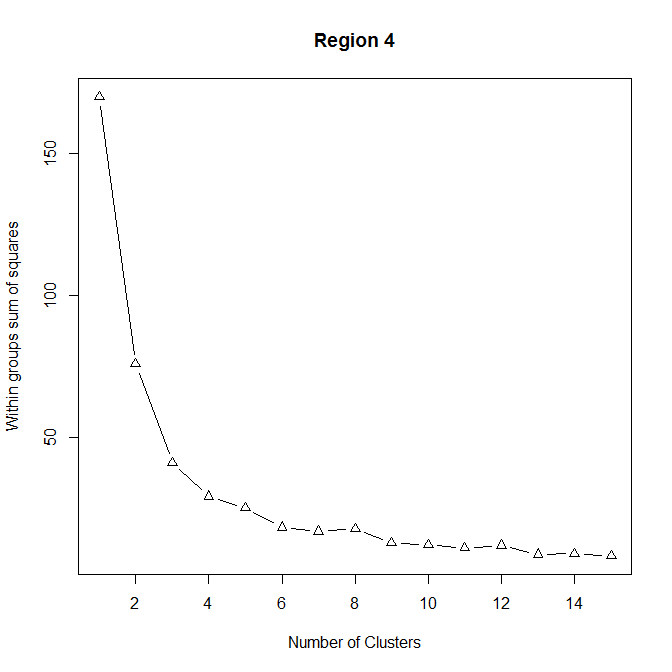 Region 4
Within groups sum of squares
150
100
50
2 4 6 8 10 12 14
Number of Clusters